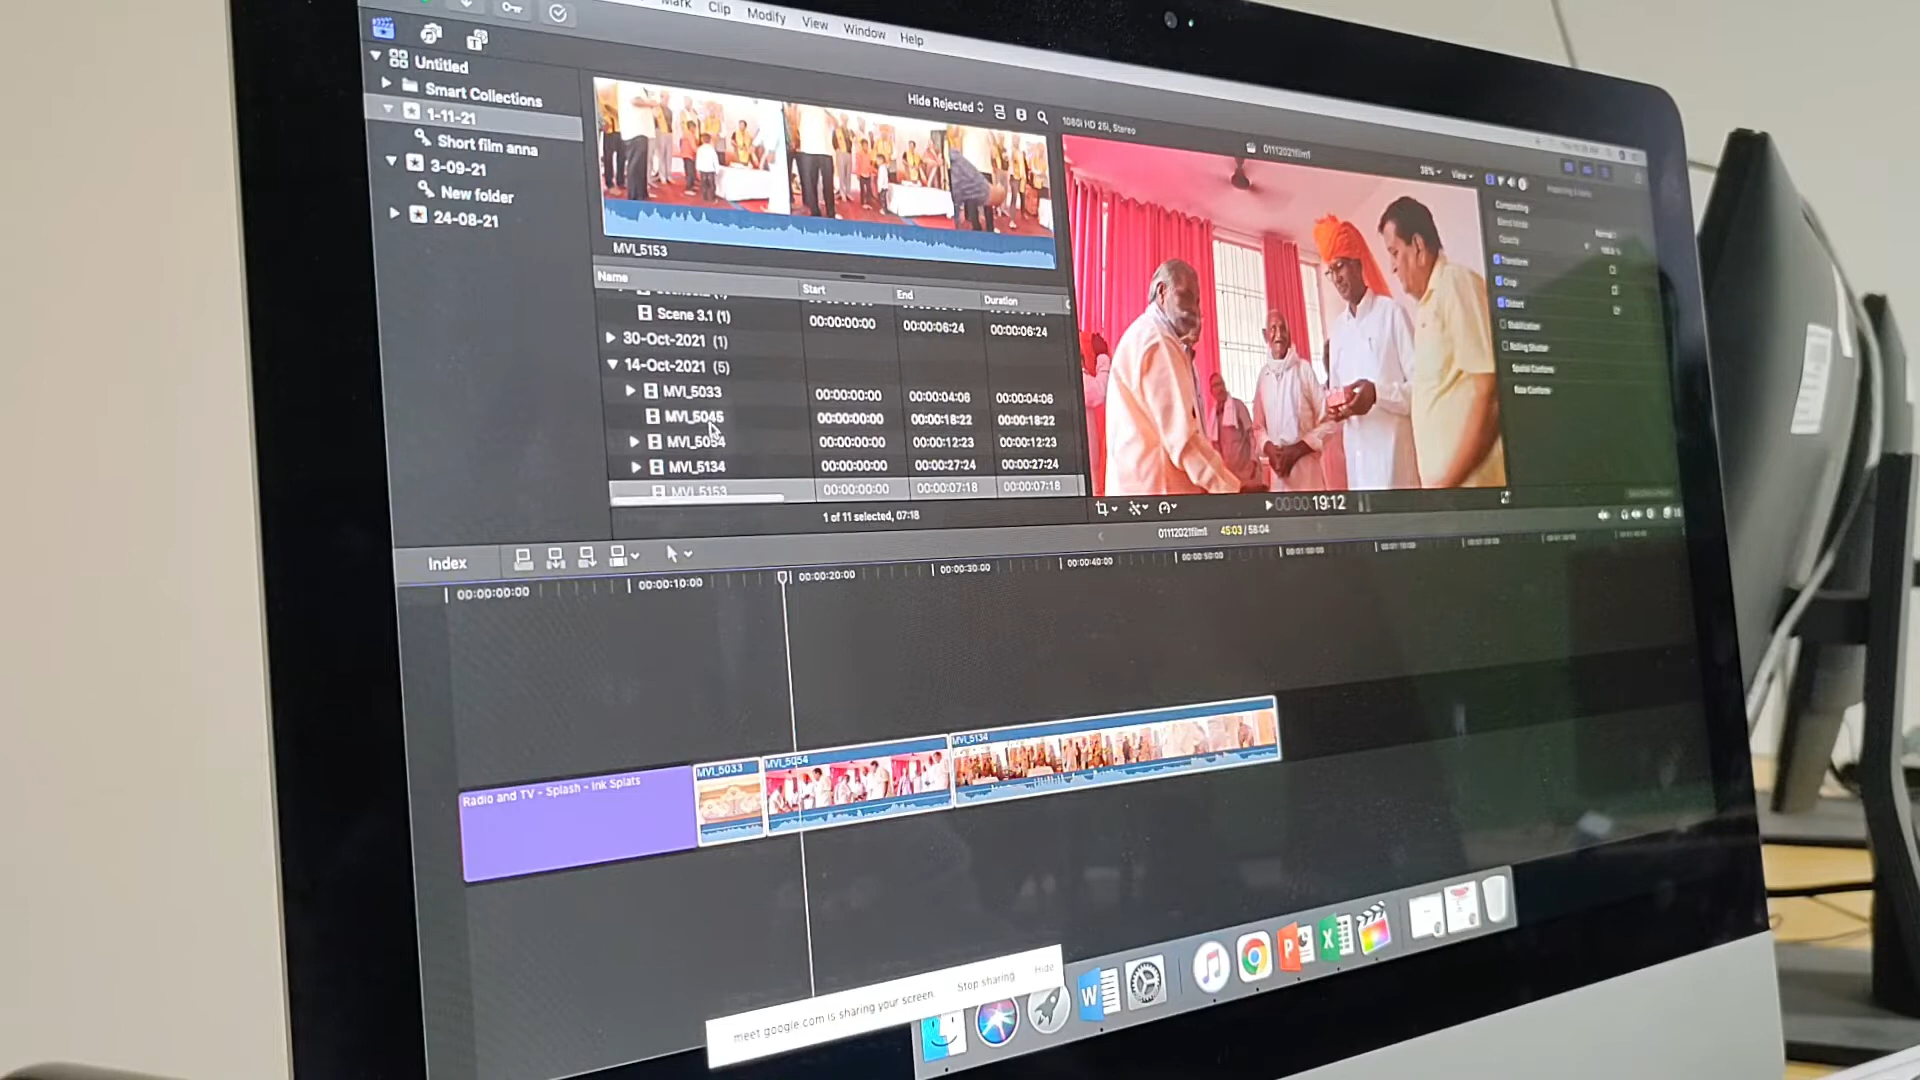 Mark Clip Modify View Window Help
Untitled
Smart Collections
1-11-21
Short film anna
3-09-21
New folder
24-08-21
Hide Rejected
MVI_5153
Name Start End Duration
Scene 3.1 (1) 00:00:00:00 00:00:06:24 00:00:06:24
30-Oct-2021 (1)
14-Oct-2021 (5)
MVI_5033 00:00:00:00 00:00:04:06 00:00:04:06
MVI_5045 00:00:00:00 00:00:18:22 00:00:18:22
MVI_5054 00:00:00:00 00:00:12:23 00:00:12:23
MVI_5134 00:00:00:00 00:00:27:24 00:00:27:24
MVI_5153 00:00:00:00 00:00:07:18 00:00:07:18
1 of 11 selected, 07:18
1080i HD 25i, Stereo
01112021film1
38% View
Compositing
Blend Mode Normal
Opacity
Transform
Crop
Distort
Stabilization
Rolling Shutter
Spatial Conform
Rate Conform
00:00:19:12
Index
01112021film1 45:03 / 58:04
00:00:00:00 00:00:10:00 00:00:20:00 00:00:30:00 00:00:40:00 00:00:50:00 00:01:00:00
Radio and TV - Splash - Ink Splats
MVI_5033
MVI_5054
MVI_5134
meet.google.com is sharing your screen. Stop sharing Hide
W
P
X